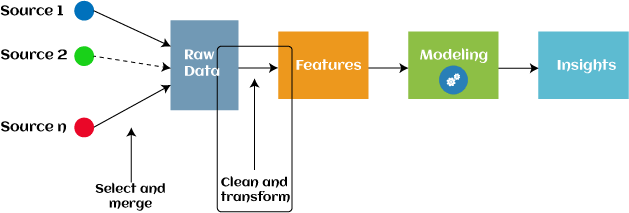 Source 1
Source 2
Source n
Select and
merge
Raw
Data
Clean and
transform
Features
Modeling
Insights